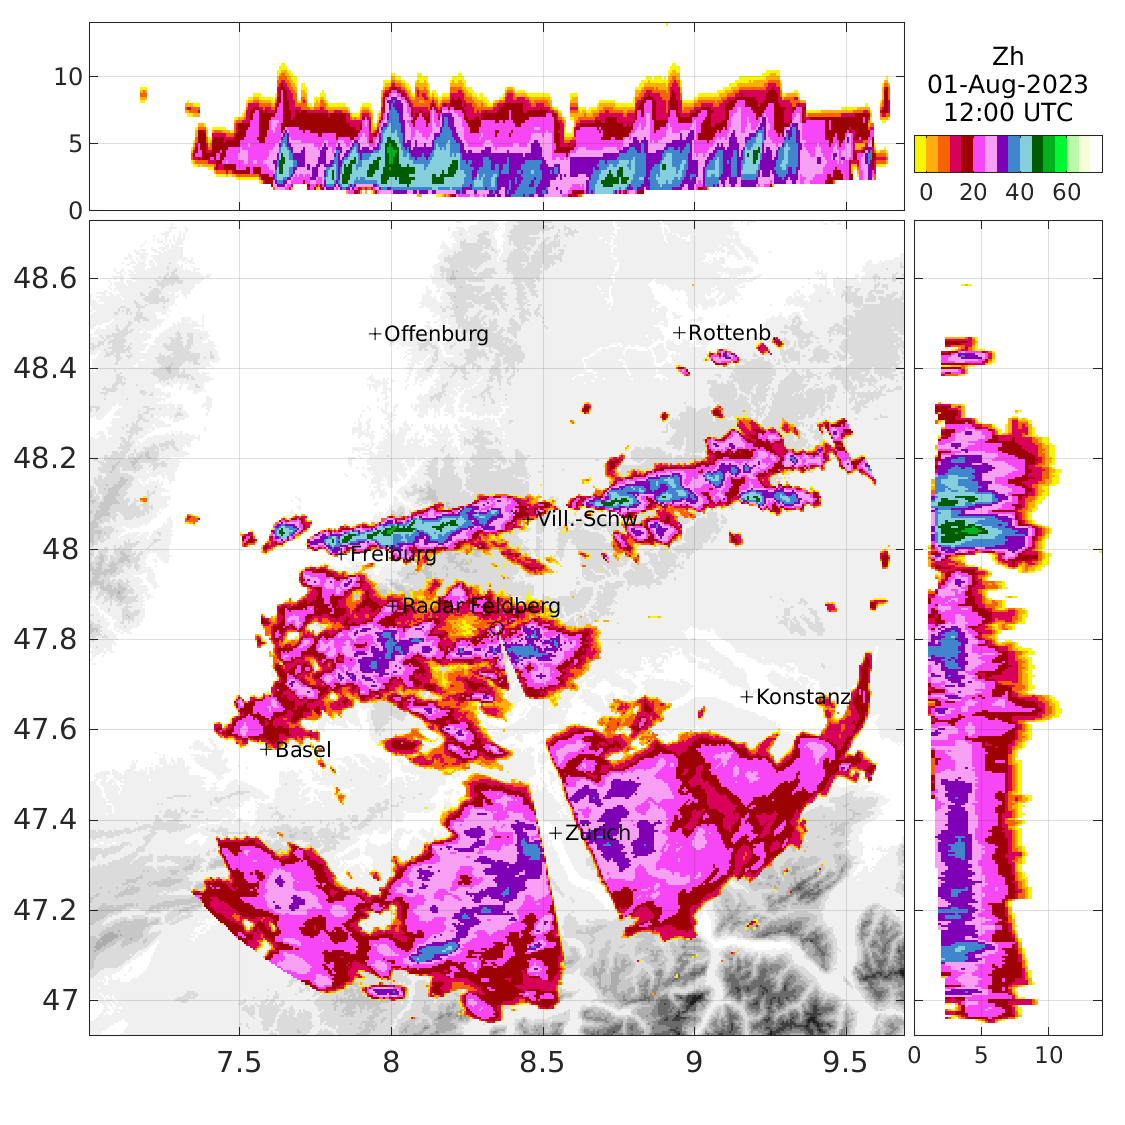 10
5
0
Zh
01-Aug-2023
12:00 UTC
0 20 40 60
48.6
48.4
48.2
48
47.8
47.6
47.4
47.2
47
+Offenburg
+Rottenb.
+Vill.-Schw.
+Freiburg
+Radar Feldberg
+Konstanz
+Basel
+Zürich
7.5 8 8.5 9 9.5
0 5 10